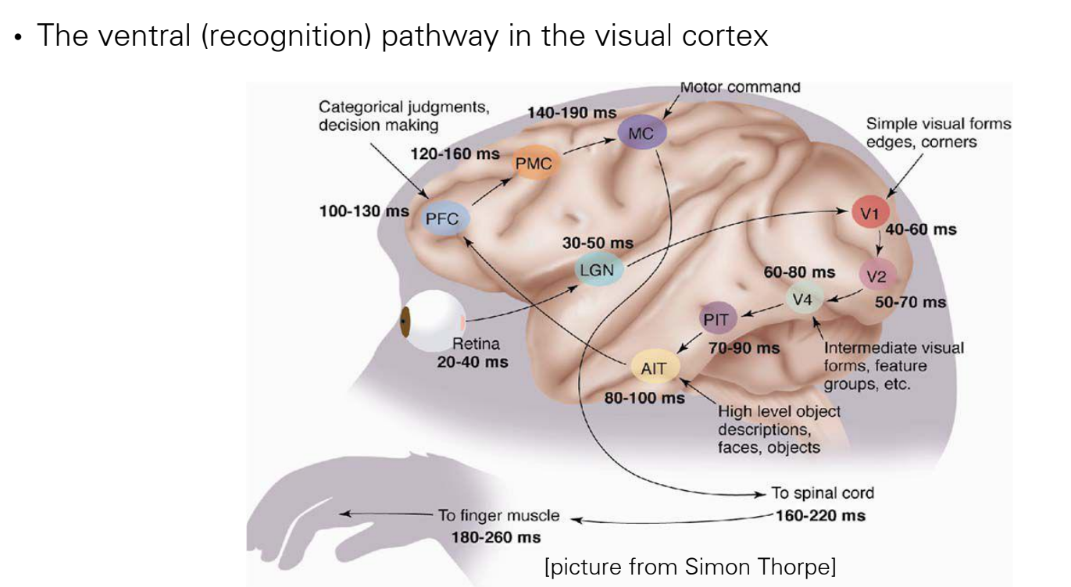 • The ventral (recognition) pathway in the visual cortex
Motor command
Categorical judgments,
decision making
140-190 ms
MC
Simple visual forms
edges, corners
120-160 ms
PMC
100-130 ms
PFC
V1
40-60 ms
30-50 ms
LGN
60-80 ms
V2
V4
50-70 ms
PIT
Retina
20-40 ms
70-90 ms
Intermediate visual
forms, feature
groups, etc.
AIT
80-100 ms
High level object
descriptions,
faces, objects
To spinal cord
160-220 ms
To finger muscle
180-260 ms
[picture from Simon Thorpe]